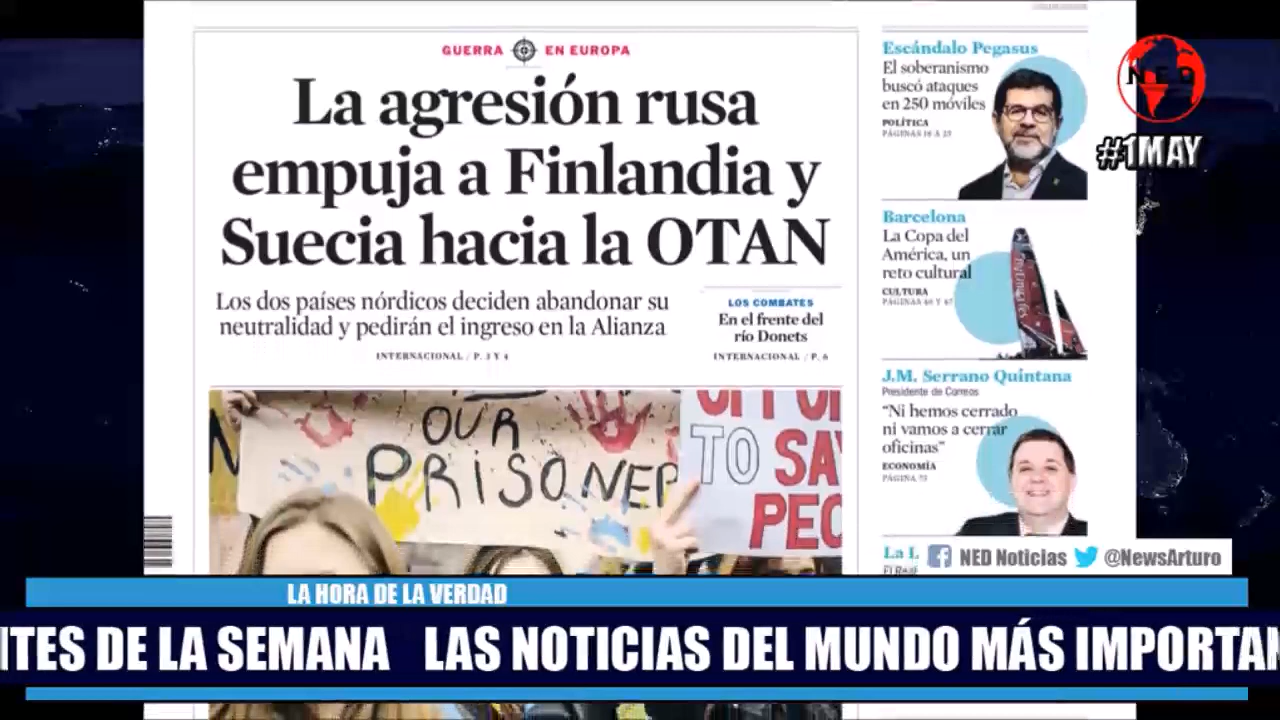 GUERRA EN EUROPA
La agresión rusa
empuja a Finlandia y
Suecia hacia la OTAN
Los dos países nórdicos deciden abandonar su
neutralidad y pedirán el ingreso en la Alianza
INTERNACIONAL / P. 3 Y 4
LOS COMBATES
En el frente del
río Donets
INTERNACIONAL / P. 6
OUR
PRISONER
TO SA
PEO
Escándalo Pegasus
El soberanismo
buscó ataques
en 250 móviles
POLÍTICA
Barcelona
La Copa del
América, un
reto cultural
CULTURA
J.M. Serrano Quintana
Presidente de Correos
“Ni hemos cerrado
ni vamos a cerrar
oficinas”
ECONOMÍA
La L
NED
#1MAY
NED Noticias @NewsArturo
LA HORA DE LA VERDAD
NTES DE LA SEMANA LAS NOTICIAS DEL MUNDO MÁS IMPORTAN